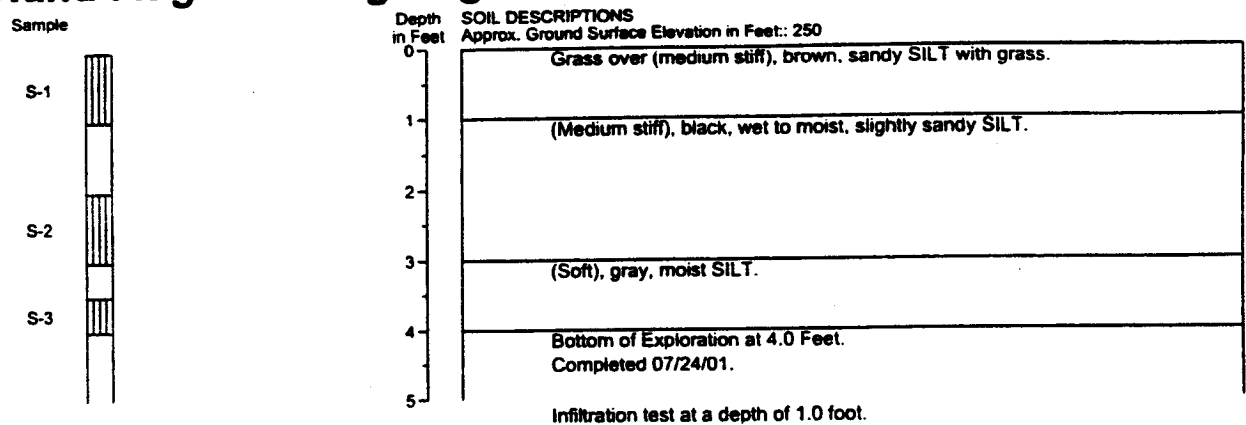 Sample
Depth in Feet
SOIL DESCRIPTIONS
Approx. Ground Surface Elevation in Feet:: 250
0
Grass over (medium stiff), brown, sandy SILT with grass.
S-1
1
(Medium stiff), black, wet to moist, slightly sandy SILT.
2
S-2
3
(Soft), gray, moist SILT.
S-3
4
Bottom of Exploration at 4.0 Feet.
Completed 07/24/01.
5
Infiltration test at a depth of 1.0 foot.